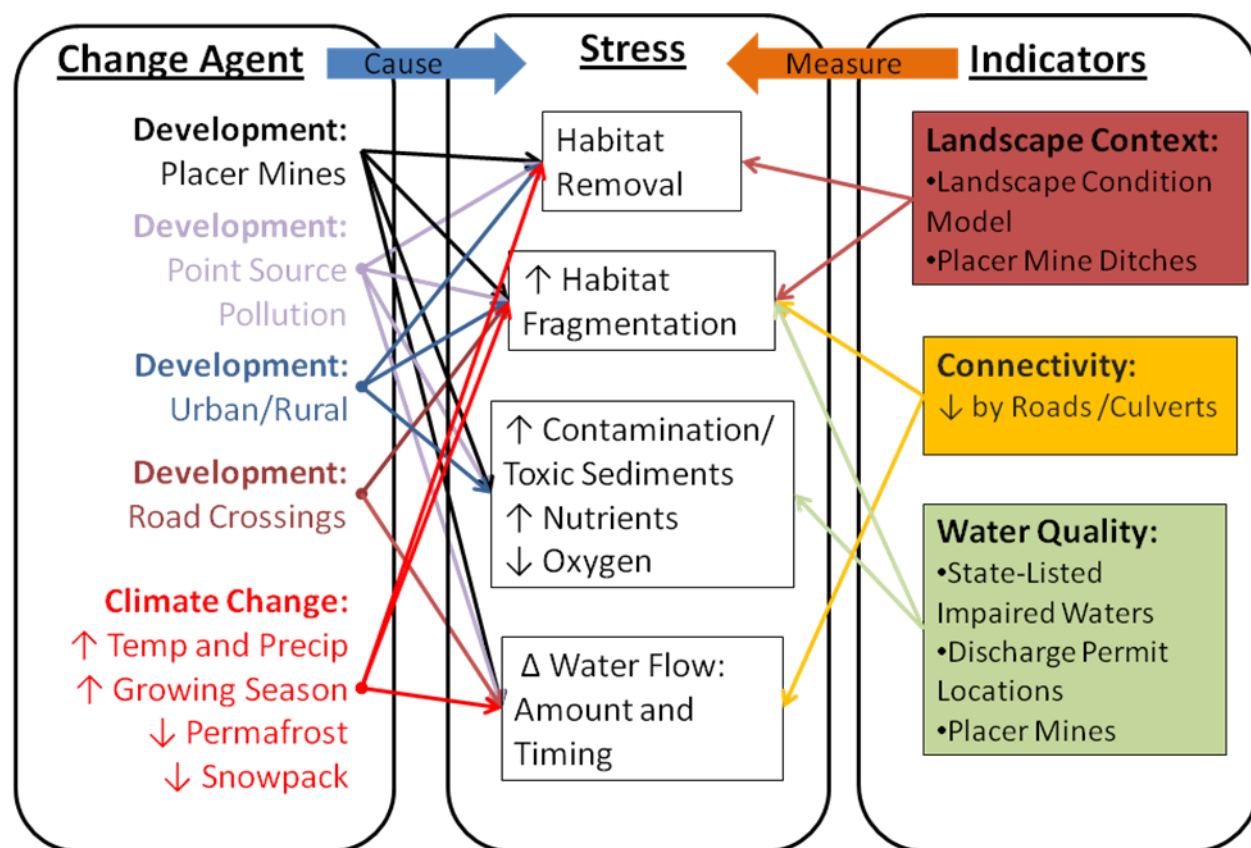 Change Agent
Cause
Stress
Measure
Indicators
Development:
Placer Mines
Development:
Point Source
Pollution
Development:
Urban/Rural
Development:
Road Crossings
Climate Change:
↑ Temp and Precip
↑ Growing Season
↓ Permafrost
↓ Snowpack
Habitat
Removal
↑ Habitat
Fragmentation
↑ Contamination/
Toxic Sediments
↑ Nutrients
↓ Oxygen
Δ Water Flow:
Amount and
Timing
Landscape Context:
•Landscape Condition
Model
•Placer Mine Ditches
Connectivity:
↓ by Roads /Culverts
Water Quality:
•State-Listed
Impaired Waters
•Discharge Permit
Locations
•Placer Mines